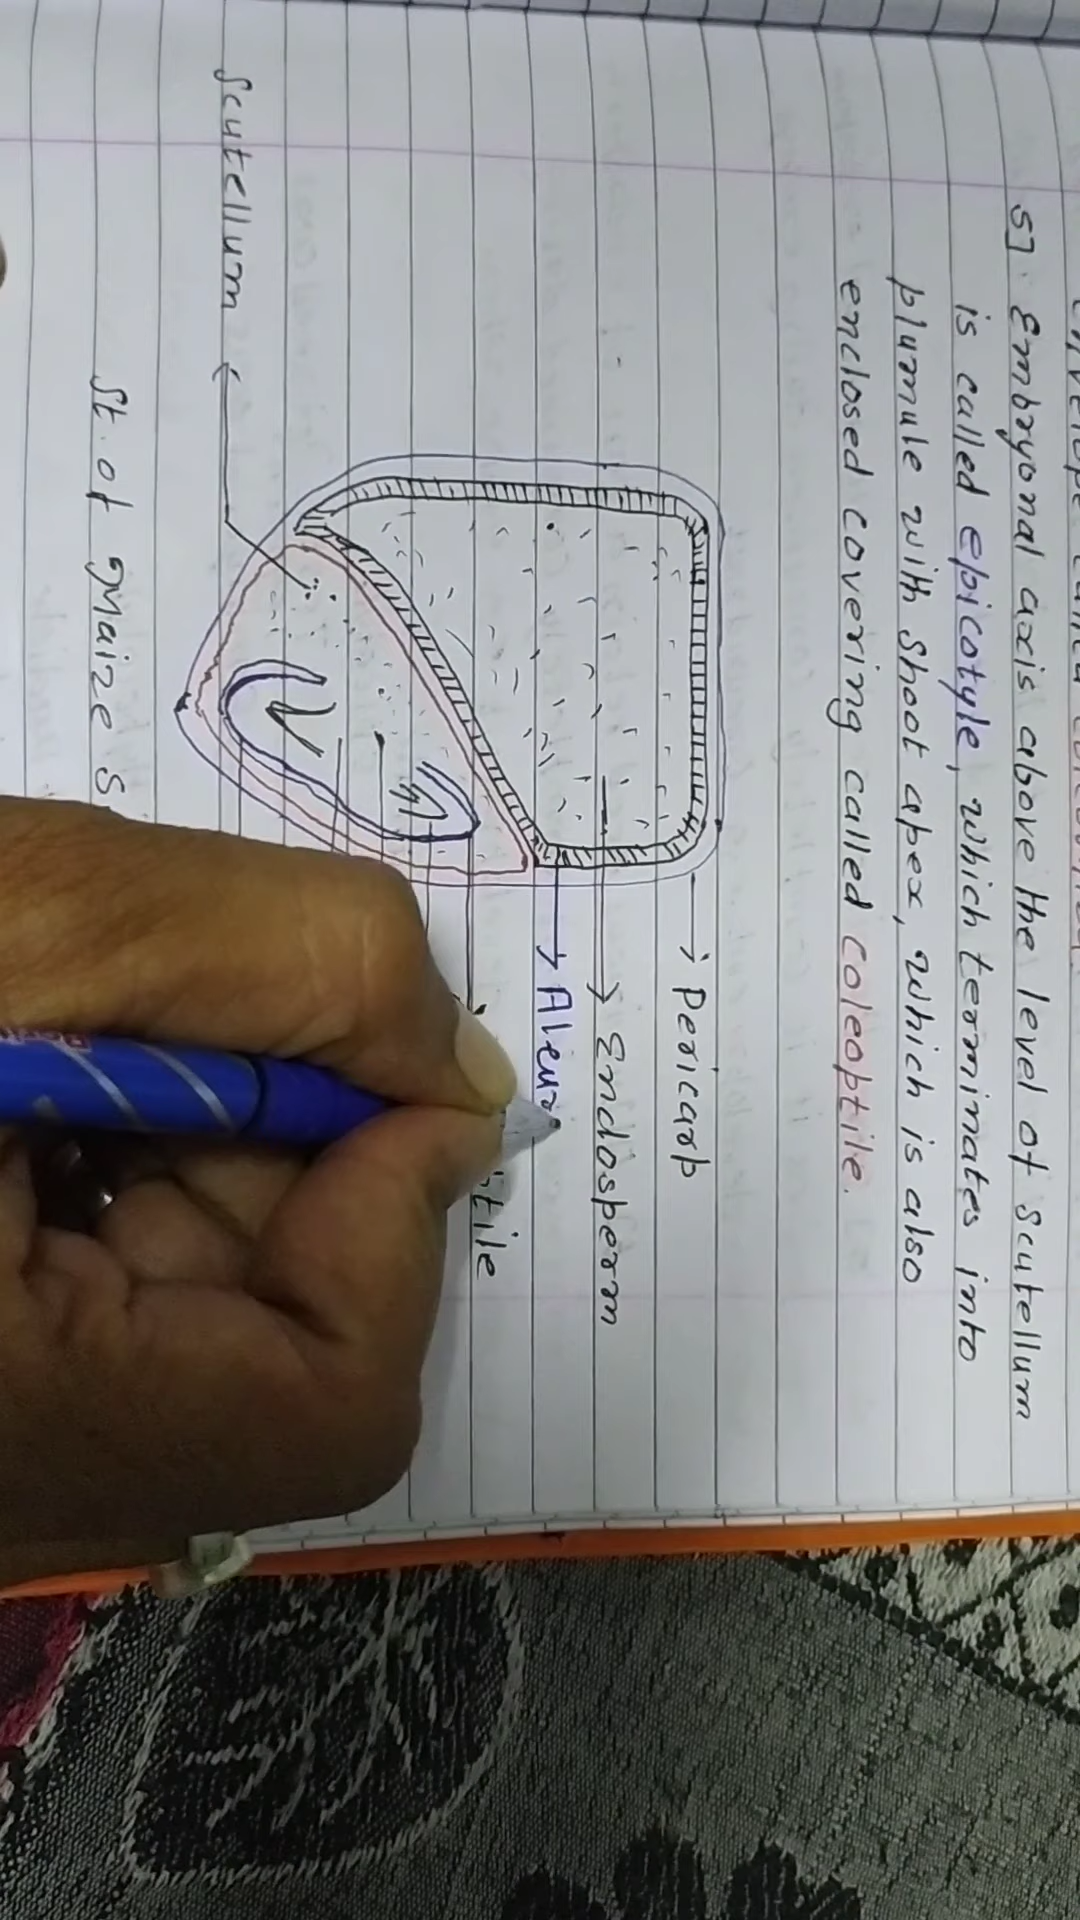 5]. Embryonal axis above the level of scutellum
is called epicotyle, which terminates into
plumule with shoot apex, which is also
enclosed covering called coleoptile.
Pericarp
Endosperm
Aleur
tile
Scutellum
St. of Maize S